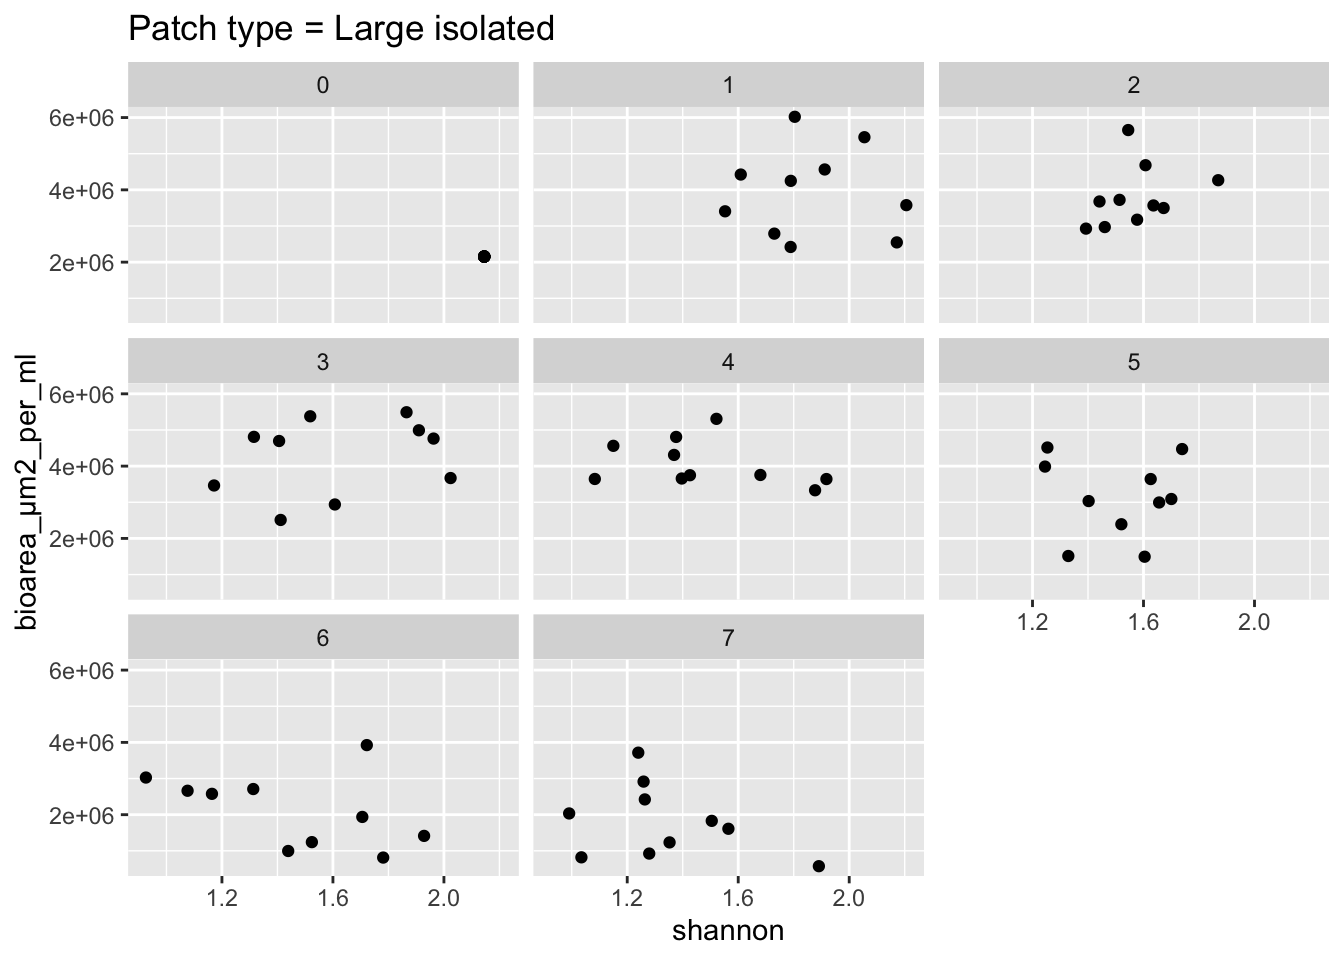 Patch type = Large isolated
0 1 2
6e+06
4e+06
2e+06
bioarea_µm2_per_ml
3 4 5
6e+06
4e+06
2e+06
1.2 1.6 2.0
6 7
6e+06
4e+06
2e+06
1.2 1.6 2.0 1.2 1.6 2.0
shannon